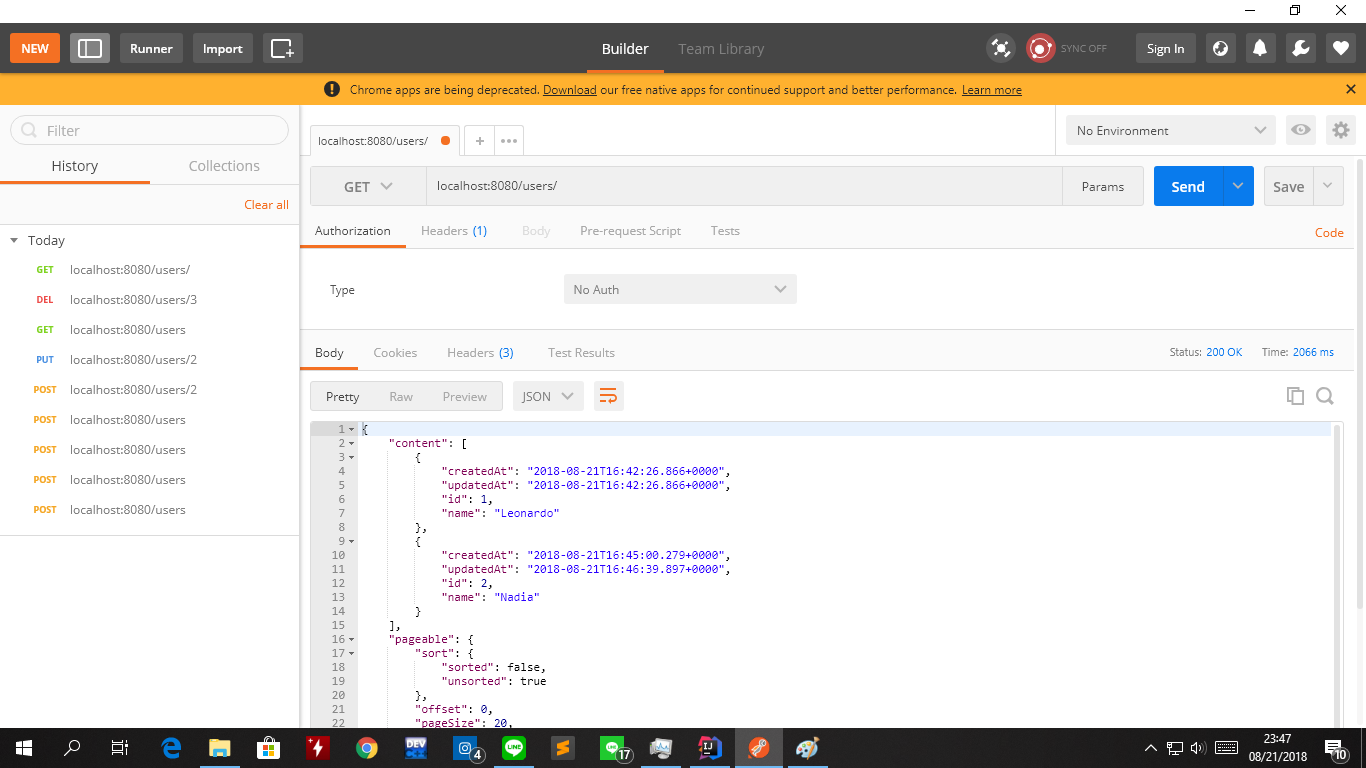 NEW Runner Import Builder Team Library SYNC OFF Sign In
Chrome apps are being deprecated. Download our free native apps for continued support and better performance. Learn more
Filter
History Collections
Clear all
Today
GET localhost:8080/users/
DEL localhost:8080/users/3
GET localhost:8080/users
PUT localhost:8080/users/2
POST localhost:8080/users/2
POST localhost:8080/users
POST localhost:8080/users
POST localhost:8080/users
POST localhost:8080/users
localhost:8080/users/ + •••
No Environment
GET localhost:8080/users/ Params Send Save
Authorization Headers (1) Body Pre-request Script Tests Code
Type No Auth
Body Cookies Headers (3) Test Results Status: 200 OK Time: 2066 ms
Pretty Raw Preview JSON
1 {
2 "content": [
3 {
4 "createdAt": "2018-08-21T16:42:26.866+0000",
5 "updatedAt": "2018-08-21T16:42:26.866+0000",
6 "id": 1,
7 "name": "Leonardo"
8 },
9 {
10 "createdAt": "2018-08-21T16:45:00.279+0000",
11 "updatedAt": "2018-08-21T16:46:39.897+0000",
12 "id": 2,
13 "name": "Nadia"
14 }
15 ],
16 "pageable": {
17 "sort": {
18 "sorted": false,
19 "unsorted": true
20 },
21 "offset": 0,
22 "pageSize": 20,
DEV 4 LINE LINE 17 IJ 23:47 10
08/21/2018